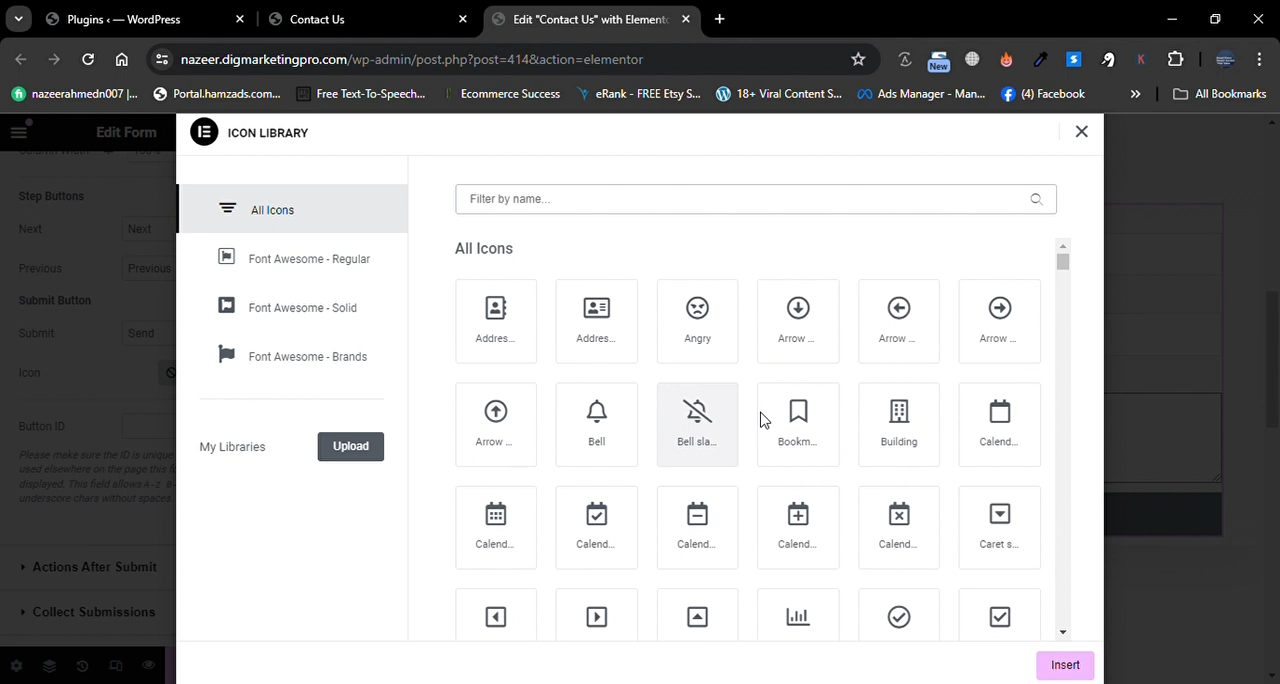 Plugins ‹ — WordPress
Contact Us
Edit "Contact Us" with Elemento
nazeer.digmarketingpro.com/wp-admin/post.php?post=414&action=elementor
New
nazeerahmedn007 |...
Portal.hamzads.com...
Free Text-To-Speech...
Ecommerce Success
eRank - FREE Etsy S...
18+ Viral Content S...
Ads Manager - Man...
(4) Facebook
All Bookmarks
Edit Form
ICON LIBRARY
Step Buttons
Next
Next
Previous
Previous
Submit Button
Submit
Send
Icon
Button ID
Please make sure the ID is unique
used elsewhere on the page this fo
displayed. This field allows A-z 0-
underscore chars without spaces
Actions After Submit
Collect Submissions
All Icons
Font Awesome - Regular
Font Awesome - Solid
Font Awesome - Brands
My Libraries
Upload
Filter by name...
All Icons
Addres...
Addres...
Angry
Arrow ...
Arrow ...
Arrow ...
Arrow ...
Bell
Bell sla...
Bookm...
Building
Calend...
Calend...
Calend...
Calend...
Calend...
Calend...
Caret s...
Insert